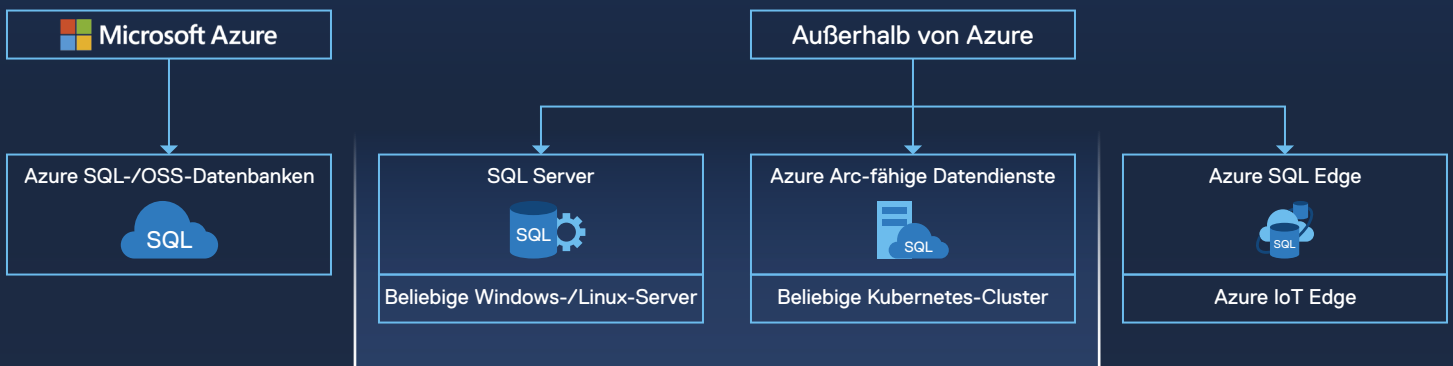 Microsoft Azure
Außerhalb von Azure
Azure SQL-/OSS-Datenbanken
SQL
SQL Server
SQL
Beliebige Windows-/Linux-Server
Azure Arc-fähige Datendienste
SQL
Beliebige Kubernetes-Cluster
Azure SQL Edge
SQL
Azure IoT Edge